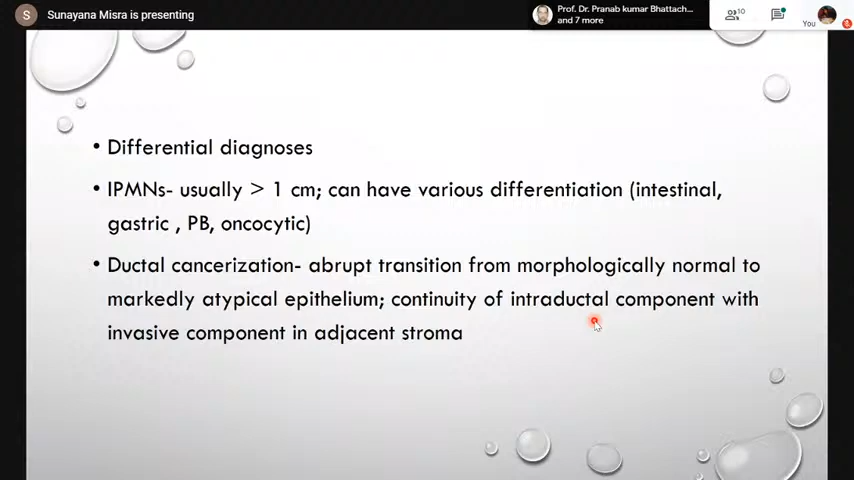 S Sunayana Misra is presenting
Prof. Dr. Pranab kumar Bhattach...
and 7 more
10
You
• Differential diagnoses
• IPMNs- usually > 1 cm; can have various differentiation (intestinal,
gastric , PB, oncocytic)
• Ductal cancerization- abrupt transition from morphologically normal to
markedly atypical epithelium; continuity of intraductal component with
invasive component in adjacent stroma